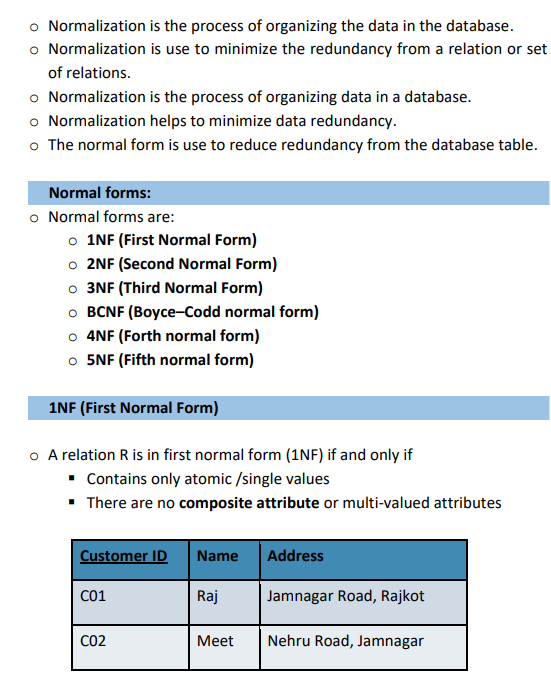 o Normalization is the process of organizing the data in the database.
o Normalization is use to minimize the redundancy from a relation or set
of relations.
o Normalization is the process of organizing data in a database.
o Normalization helps to minimize data redundancy.
o The normal form is use to reduce redundancy from the database table.
Normal forms:
o Normal forms are:
o 1NF (First Normal Form)
o 2NF (Second Normal Form)
o 3NF (Third Normal Form)
o BCNF (Boyce–Codd normal form)
o 4NF (Forth normal form)
o 5NF (Fifth normal form)
1NF (First Normal Form)
o A relation R is in first normal form (1NF) if and only if
▪ Contains only atomic /single values
▪ There are no composite attribute or multi-valued attributes
Customer ID Name Address
C01 Raj Jamnagar Road, Rajkot
C02 Meet Nehru Road, Jamnagar